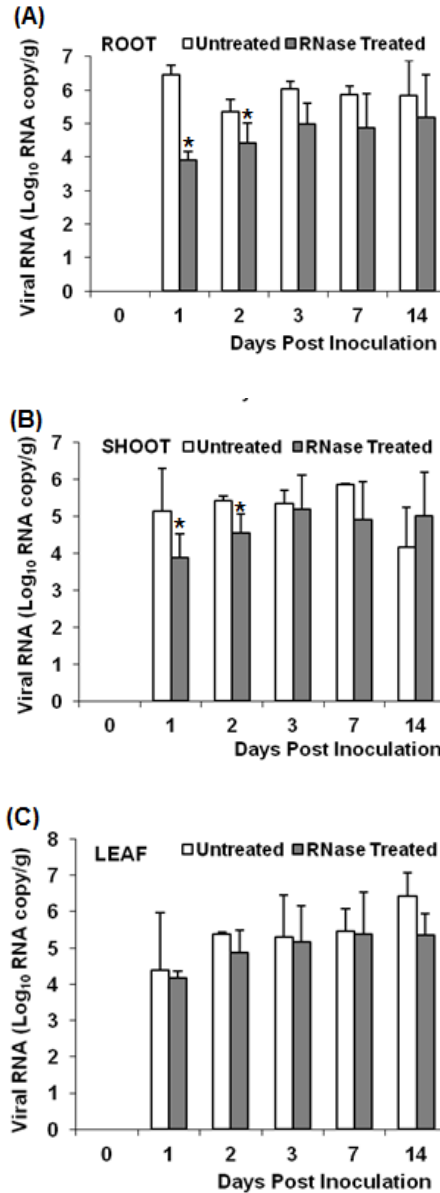 (A)
ROOT Untreated RNase Treated
7
6
5
4
3
2
1
0
Viral RNA (Log10 RNA copy/g)
* *
0 1 2 3 7 14
Days Post Inoculation
(B)
SHOOT Untreated RNase Treated
7
6
5
4
3
2
1
0
Viral RNA (Log10 RNA copy/g)
* *
0 1 2 3 7 14
Days Post Inoculation
(C)
LEAF Untreated RNase Treated
8
7
6
5
4
3
2
1
0
Viral RNA (Log10 RNA copy/g)
0 1 2 3 7 14
Days Post Inoculation